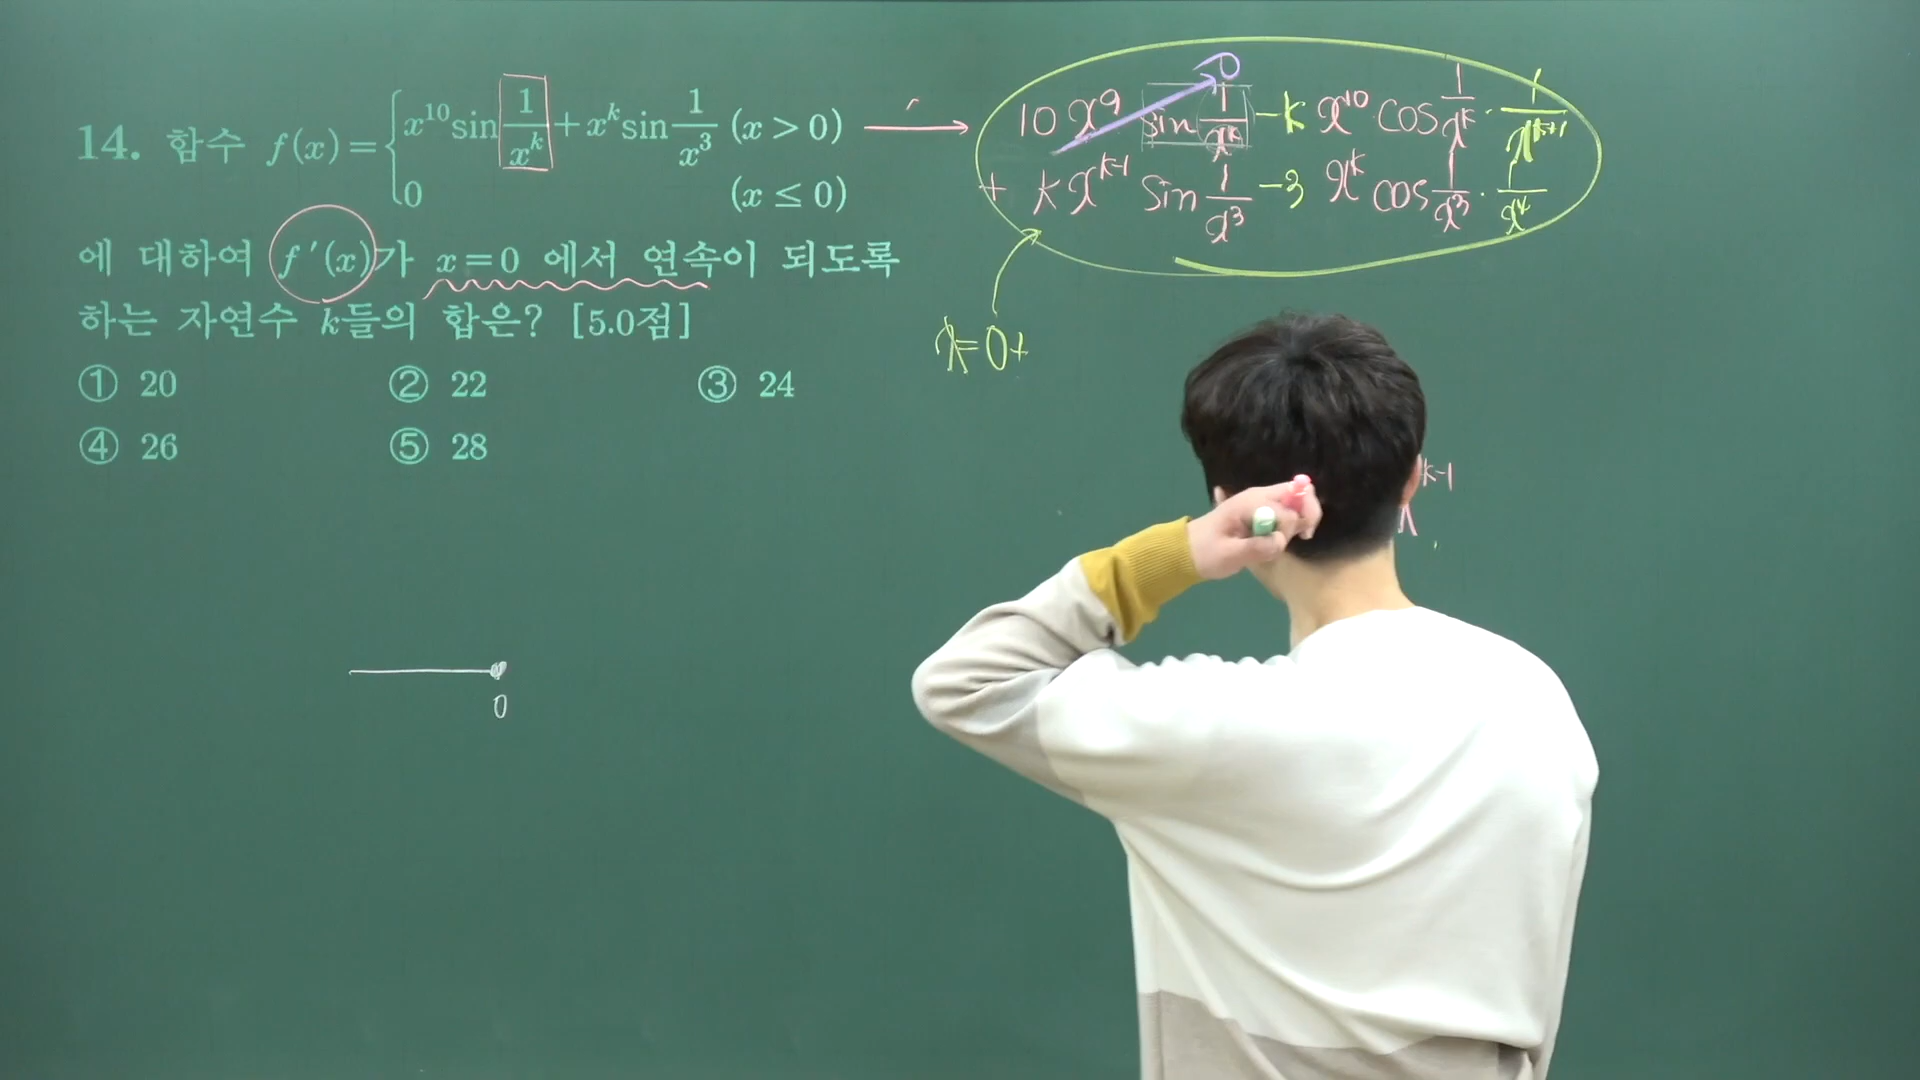 14. 함수 f(x)={x¹⁰sin 1/xᵏ + xᵏsin 1/x³ (x>0)
0 (x≤0)
에 대하여 f′(x)가 x=0 에서 연속이 되도록
하는 자연수 k들의 합은? [5.0점]
① 20 ② 22 ③ 24
④ 26 ⑤ 28
0
10x⁹ sin 1/xᵏ -k x¹⁰ cos 1/xᵏ · 1/xᵏ⁺¹
+ kxᵏ⁻¹ sin 1/x³ -3 xᵏ cos 1/x³ · 1/x⁴
x=0+
k-1
0